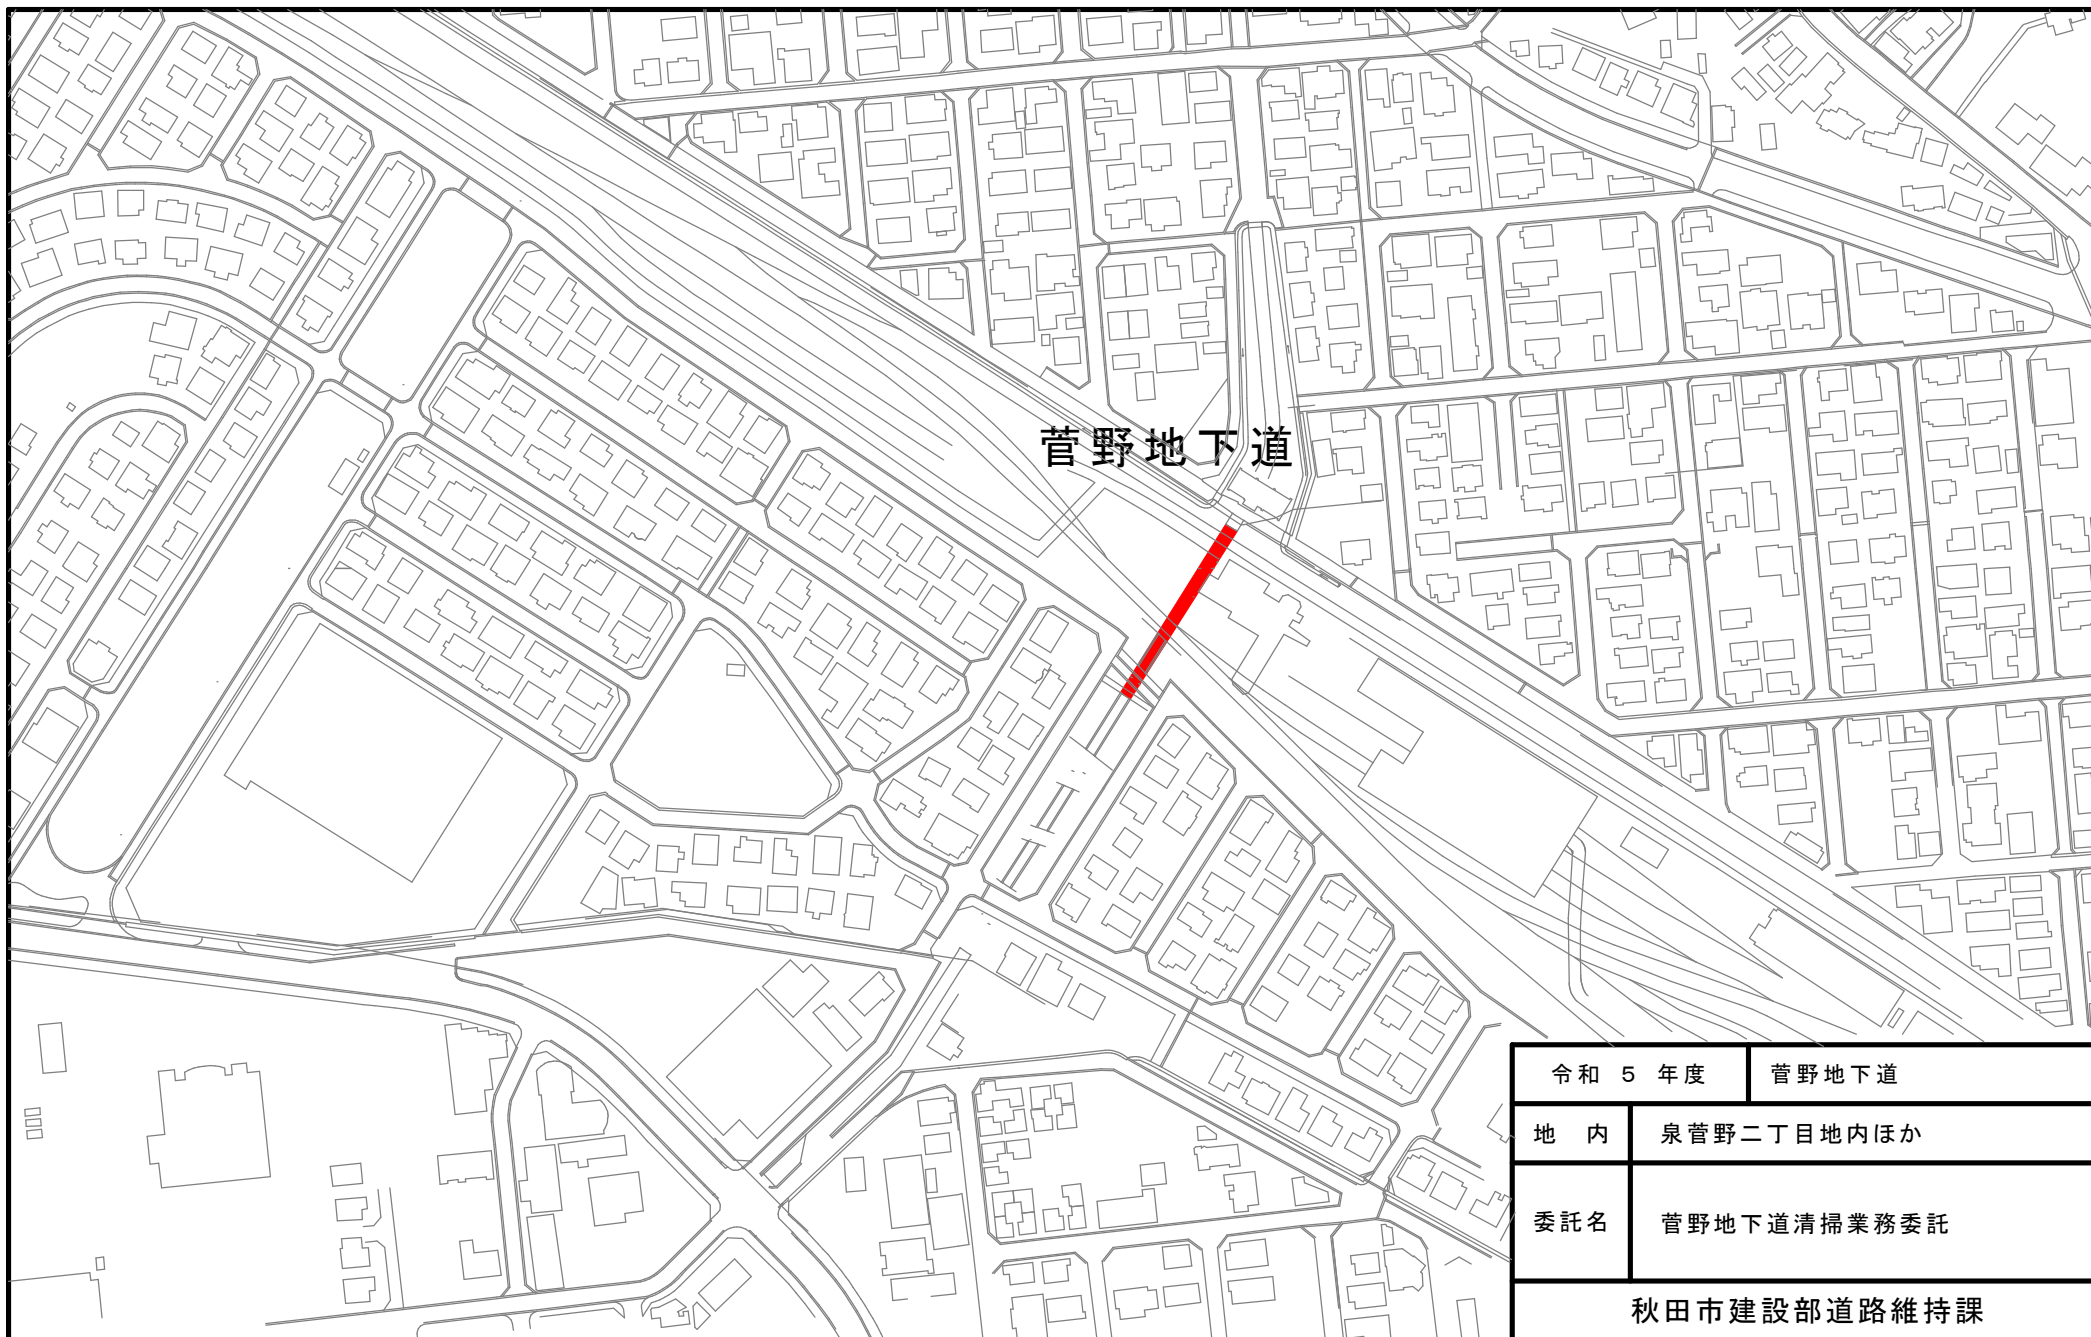 菅野地下道
令和 5 年度 菅野地下道
地 内 泉菅野二丁目地内ほか
委託名 菅野地下道清掃業務委託
秋田市建設部道路維持課